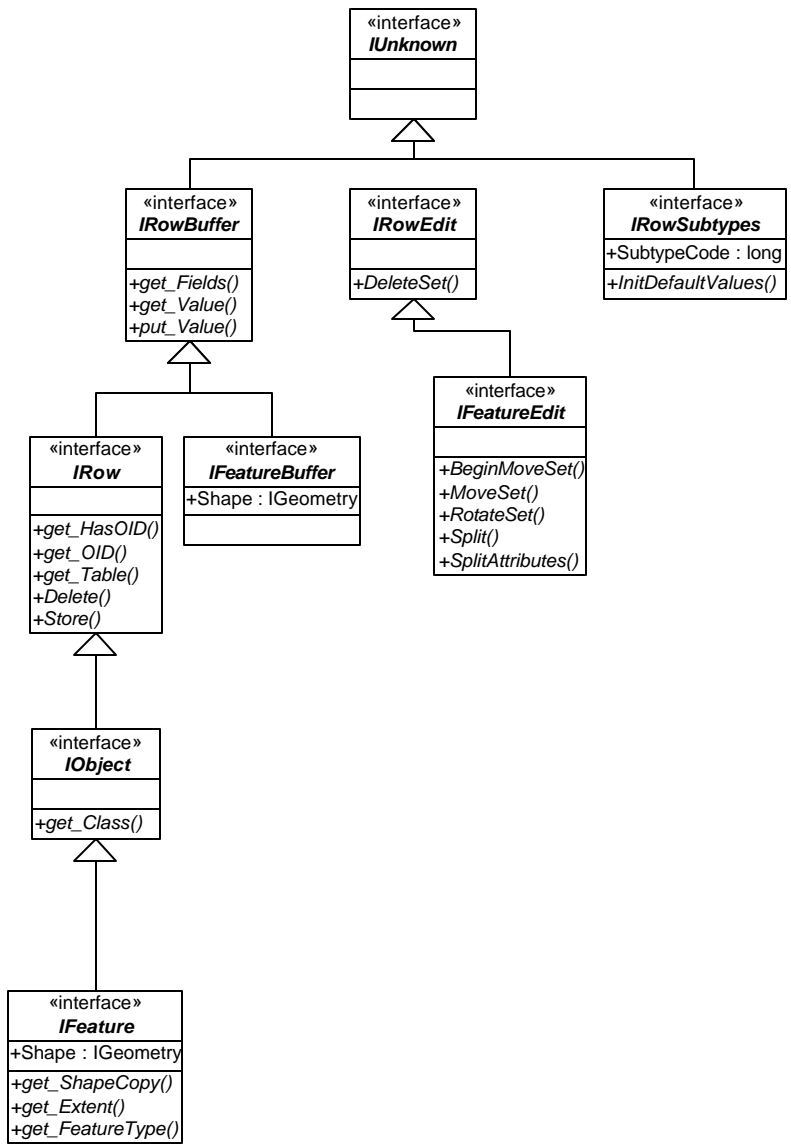 «interface»
IUnknown
«interface»
IRowBuffer
+get_Fields()
+get_Value()
+put_Value()
«interface»
IRowEdit
+DeleteSet()
«interface»
IRowSubtypes
+SubtypeCode : long
+InitDefaultValues()
«interface»
IFeatureEdit
+BeginMoveSet()
+MoveSet()
+RotateSet()
+Split()
+SplitAttributes()
«interface»
IRow
+get_HasOID()
+get_OID()
+get_Table()
+Delete()
+Store()
«interface»
IFeatureBuffer
+Shape : IGeometry
«interface»
IObject
+get_Class()
«interface»
IFeature
+Shape : IGeometry
+get_ShapeCopy()
+get_Extent()
+get_FeatureType()